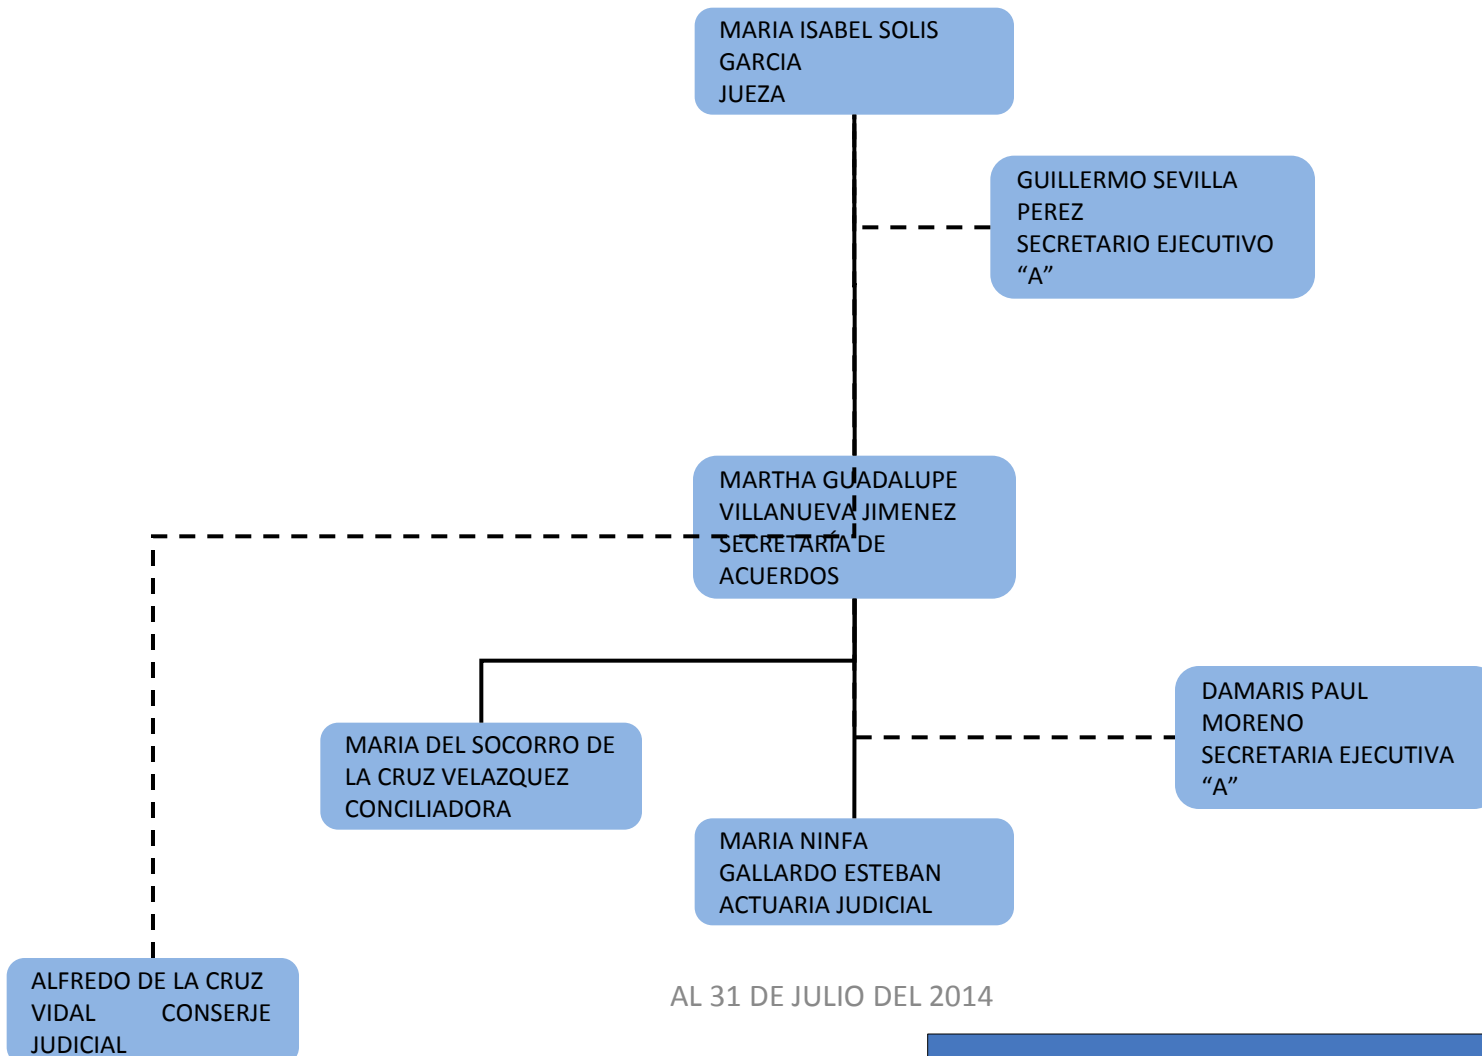 MARIA ISABEL SOLIS
GARCIA
JUEZA
GUILLERMO SEVILLA
PEREZ
SECRETARIO EJECUTIVO
“A”
MARTHA GUADALUPE
VILLANUEVA JIMENEZ
SECRETARÍA DE
ACUERDOS
DAMARIS PAUL
MORENO
SECRETARIA EJECUTIVA
“A”
MARIA DEL SOCORRO DE
LA CRUZ VELAZQUEZ
CONCILIADORA
MARIA NINFA
GALLARDO ESTEBAN
ACTUARIA JUDICIAL
ALFREDO DE LA CRUZ
VIDAL CONSERJE
JUDICIAL
AL 31 DE JULIO DEL 2014